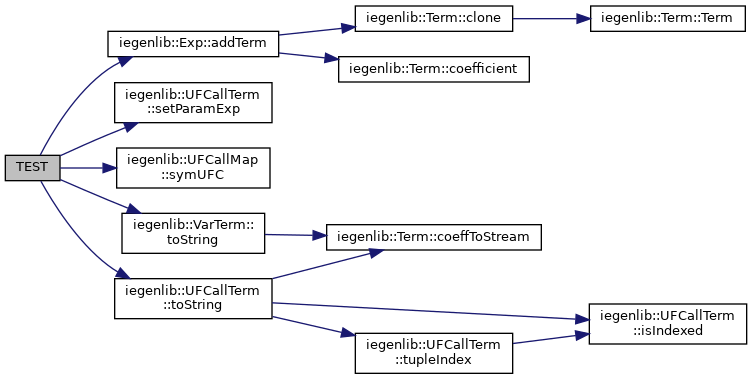 TEST
iegenlib::Exp::addTerm
iegenlib::Term::clone
iegenlib::Term::Term
iegenlib::Term::coefficient
iegenlib::UFCallTerm
::setParamExp
iegenlib::UFCallMap
::symUFC
iegenlib::VarTerm::
toString
iegenlib::Term::coeffToStream
iegenlib::UFCallTerm
::toString
iegenlib::UFCallTerm
::isIndexed
iegenlib::UFCallTerm
::tupleIndex